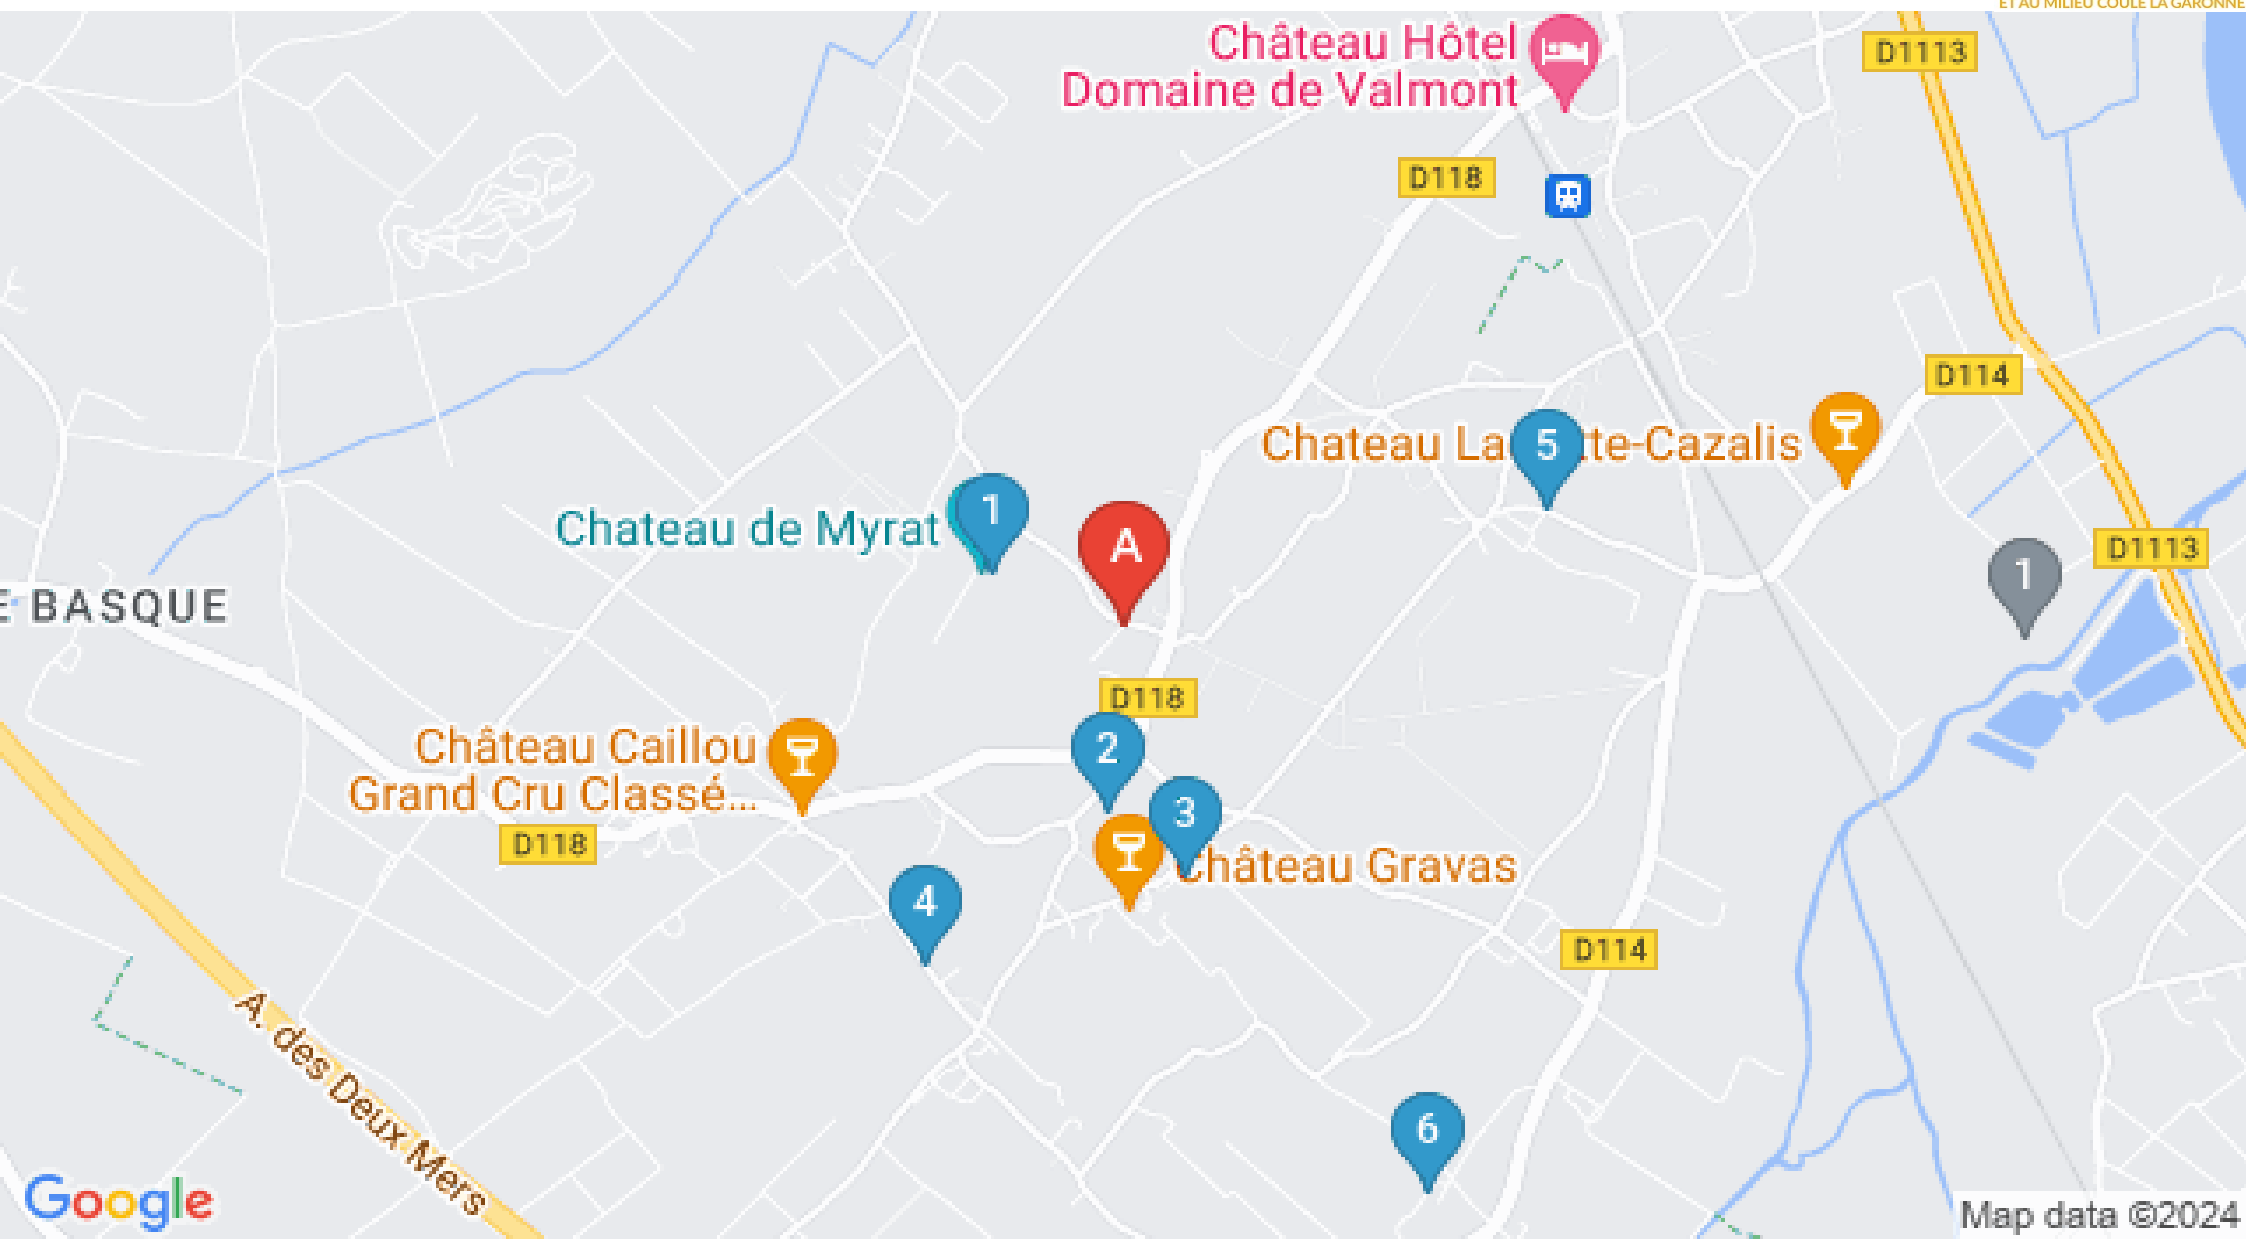 ET AU MILIEU COULE LA GARONNE
Château Hôtel
Domaine de Valmont
D1113
D118
D114
Chateau La
tte-Cazalis
5
Chateau de Myrat
1
A
1
D1113
E BASQUE
D118
2
Château Caillou
Grand Cru Classé...
3
D118
Château Gravas
4
D114
A. des Deux Mers
6
Google
Map data ©2024